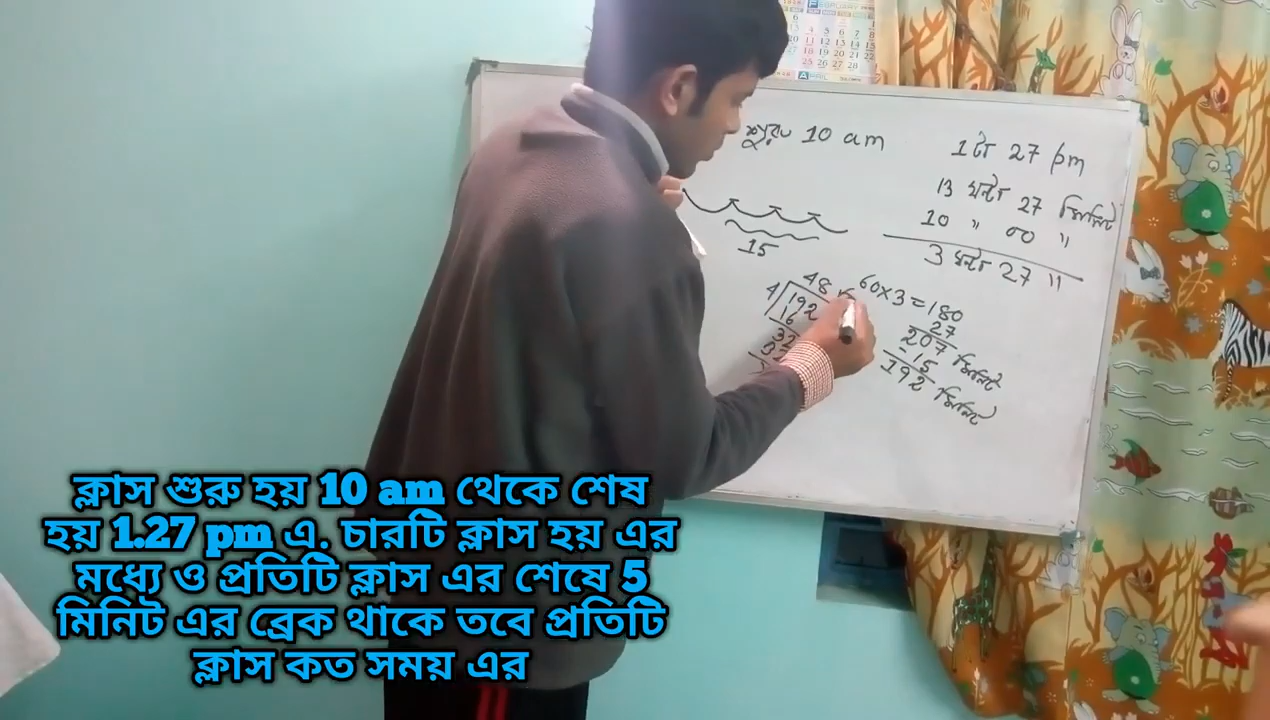 শুরু 10 am
1টা 27 pm
13 ঘন্টা 27 মিনিট
10 " 00 "
3 ঘন্টা 27 "
15
48
4 192
16
32
60×3=180
27
207 মিনিট
-15
192 মিনিট
ক্লাস শুরু হয় 10 am থেকে শেষ
হয় 1.27 pm এ. চারটি ক্লাস হয় এর
মধ্যে ও প্রতিটি ক্লাস এর শেষে 5
মিনিট এর ব্রেক থাকে তবে প্রতিটি
ক্লাস কত সময় এর